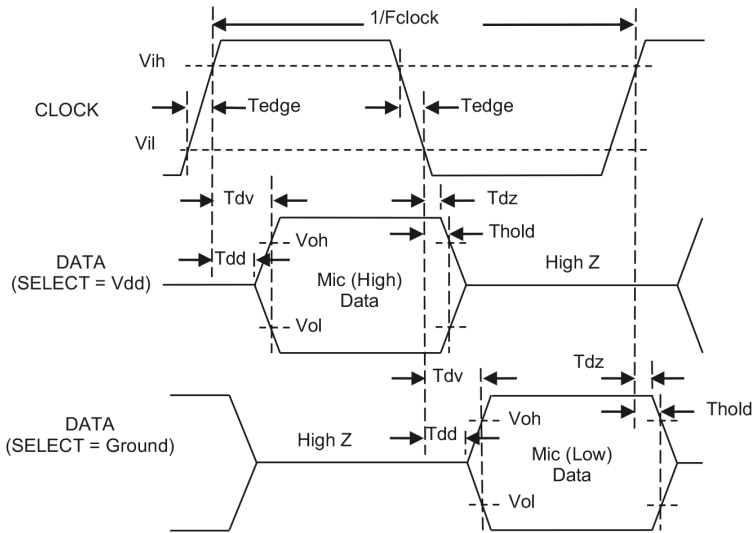 1/Fclock
Vih
CLOCK
Tedge
Tedge
Vil
Tdv
Tdz
Voh
Thold
Tdd
DATA
(SELECT = Vdd)
Mic (High)
Data
High Z
Vol
Tdz
Tdv
Thold
DATA
(SELECT = Ground)
High Z
Tdd
Voh
Mic (Low)
Data
Vol